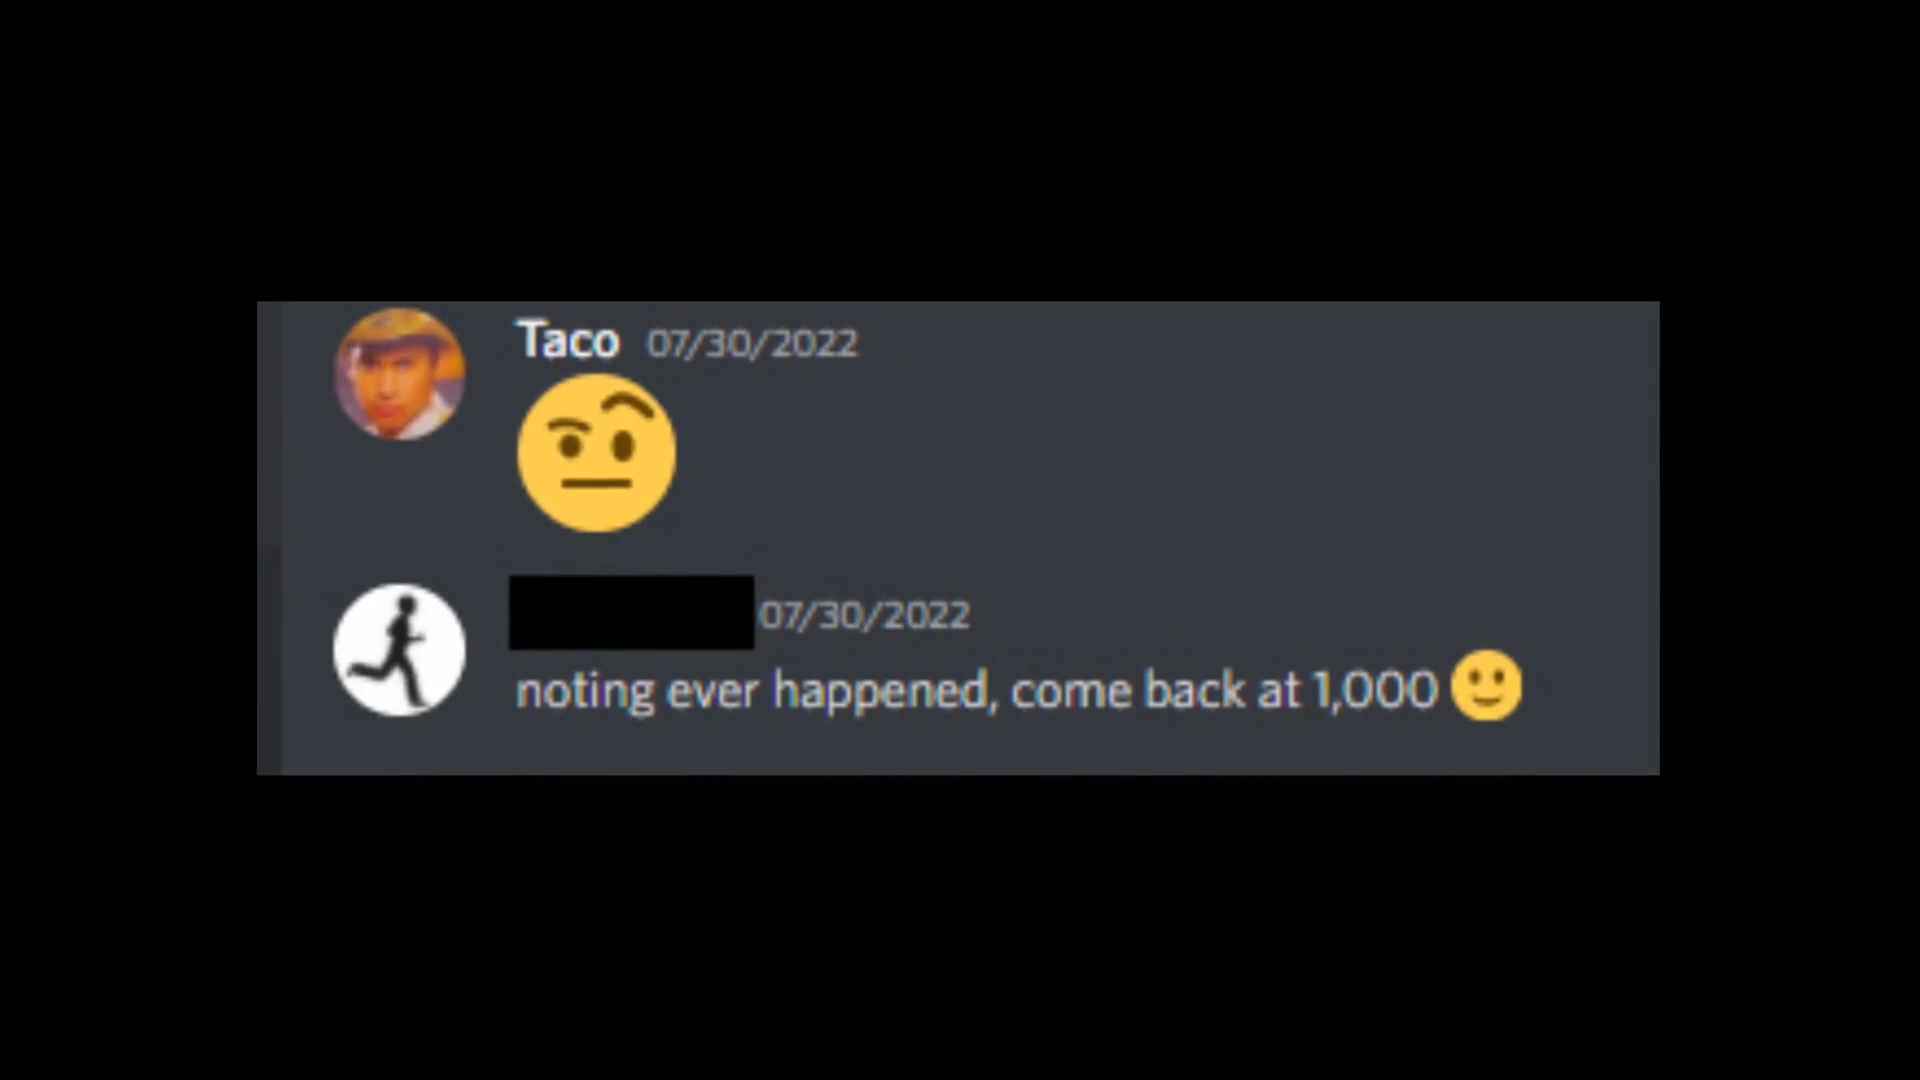 Taco 07/30/2022
🤨
07/30/2022
noting ever happened, come back at 1,000 🙂